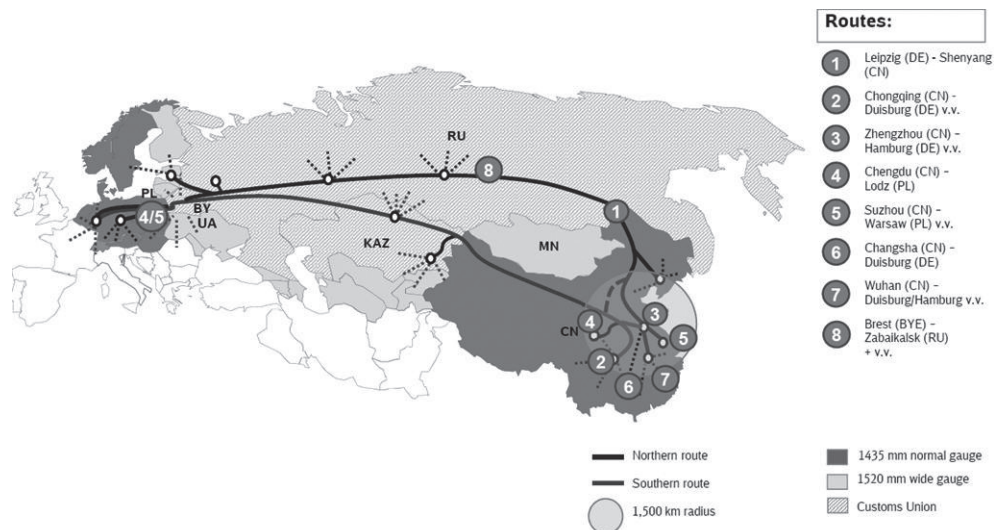 Routes:
1
Leipzig (DE) - Shenyang
(CN)
2
Chongqing (CN) –
Duisburg (DE) v.v.
3
Zhengzhou (CN) –
Hamburg (DE) v.v.
4
Chengdu (CN) –
Lodz (PL)
5
Suzhou (CN) –
Warsaw (PL) v.v.
6
Changsha (CN) –
Duisburg (DE)
7
Wuhan (CN) –
Duisburg/Hamburg v.v.
8
Brest (BYE) –
Zabaikalsk (RU)
+ v.v.
RU
8
PL
4/5
BY
UA
1
KAZ
MN
CN
4
3
5
2
6
7
Northern route
Southern route
1,500 km radius
1435 mm normal gauge
1520 mm wide gauge
Customs Union